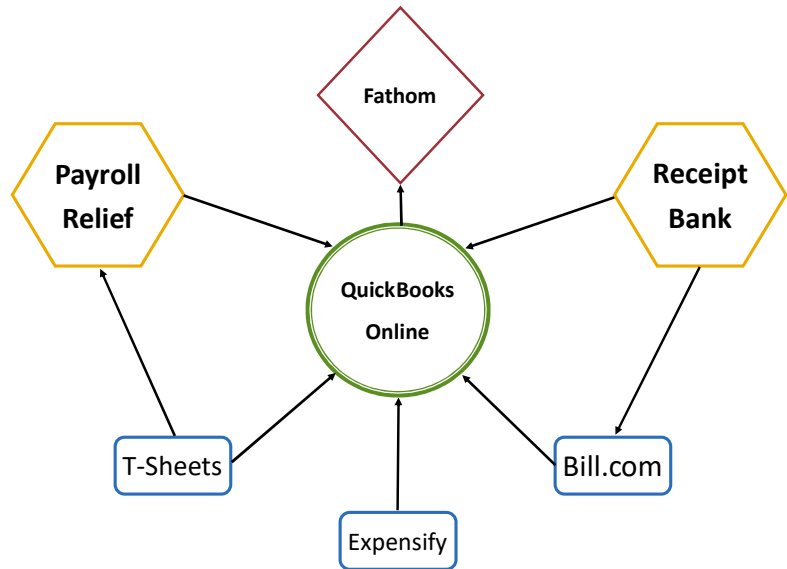 Fathom
Payroll
Relief
Receipt
Bank
QuickBooks
Online
T-Sheets
Bill.com
Expensify